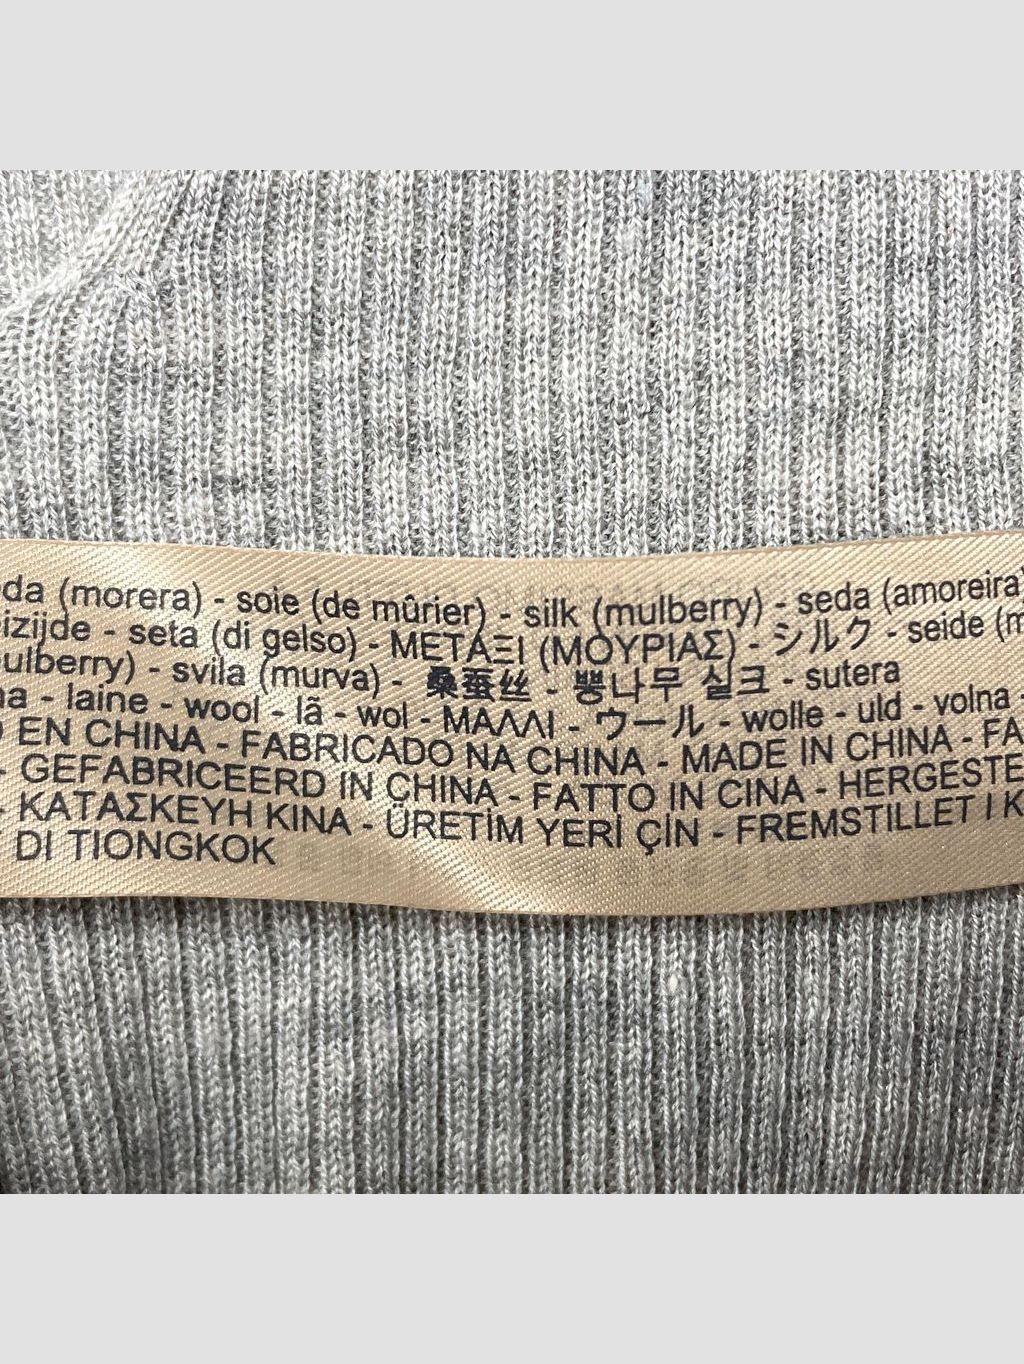 da (morera) - soie (de mûrier) - silk (mulberry) - seda (amoreira)
izijde - seta (di gelso) - ΜΕΤΑΞΙ (ΜΟΥΡΙΑΣ) - シルク - seide (m
ulberry) - svila (murva) - 桑蚕丝 - 뽕나무 실크 - sutera
na - laine - wool - lã - wol - ΜΑΛΛΙ - ウール - wolle - uld - volna -
EN CHINA - FABRICADO NA CHINA - MADE IN CHINA - FA
- GEFABRICEERD IN CHINA - FATTO IN CINA - HERGESTE
- ΚΑΤΑΣΚΕΥΗ ΚΙΝΑ - ÜRETİM YERİ ÇİN - FREMSTILLET I K
DI TIONGKOK